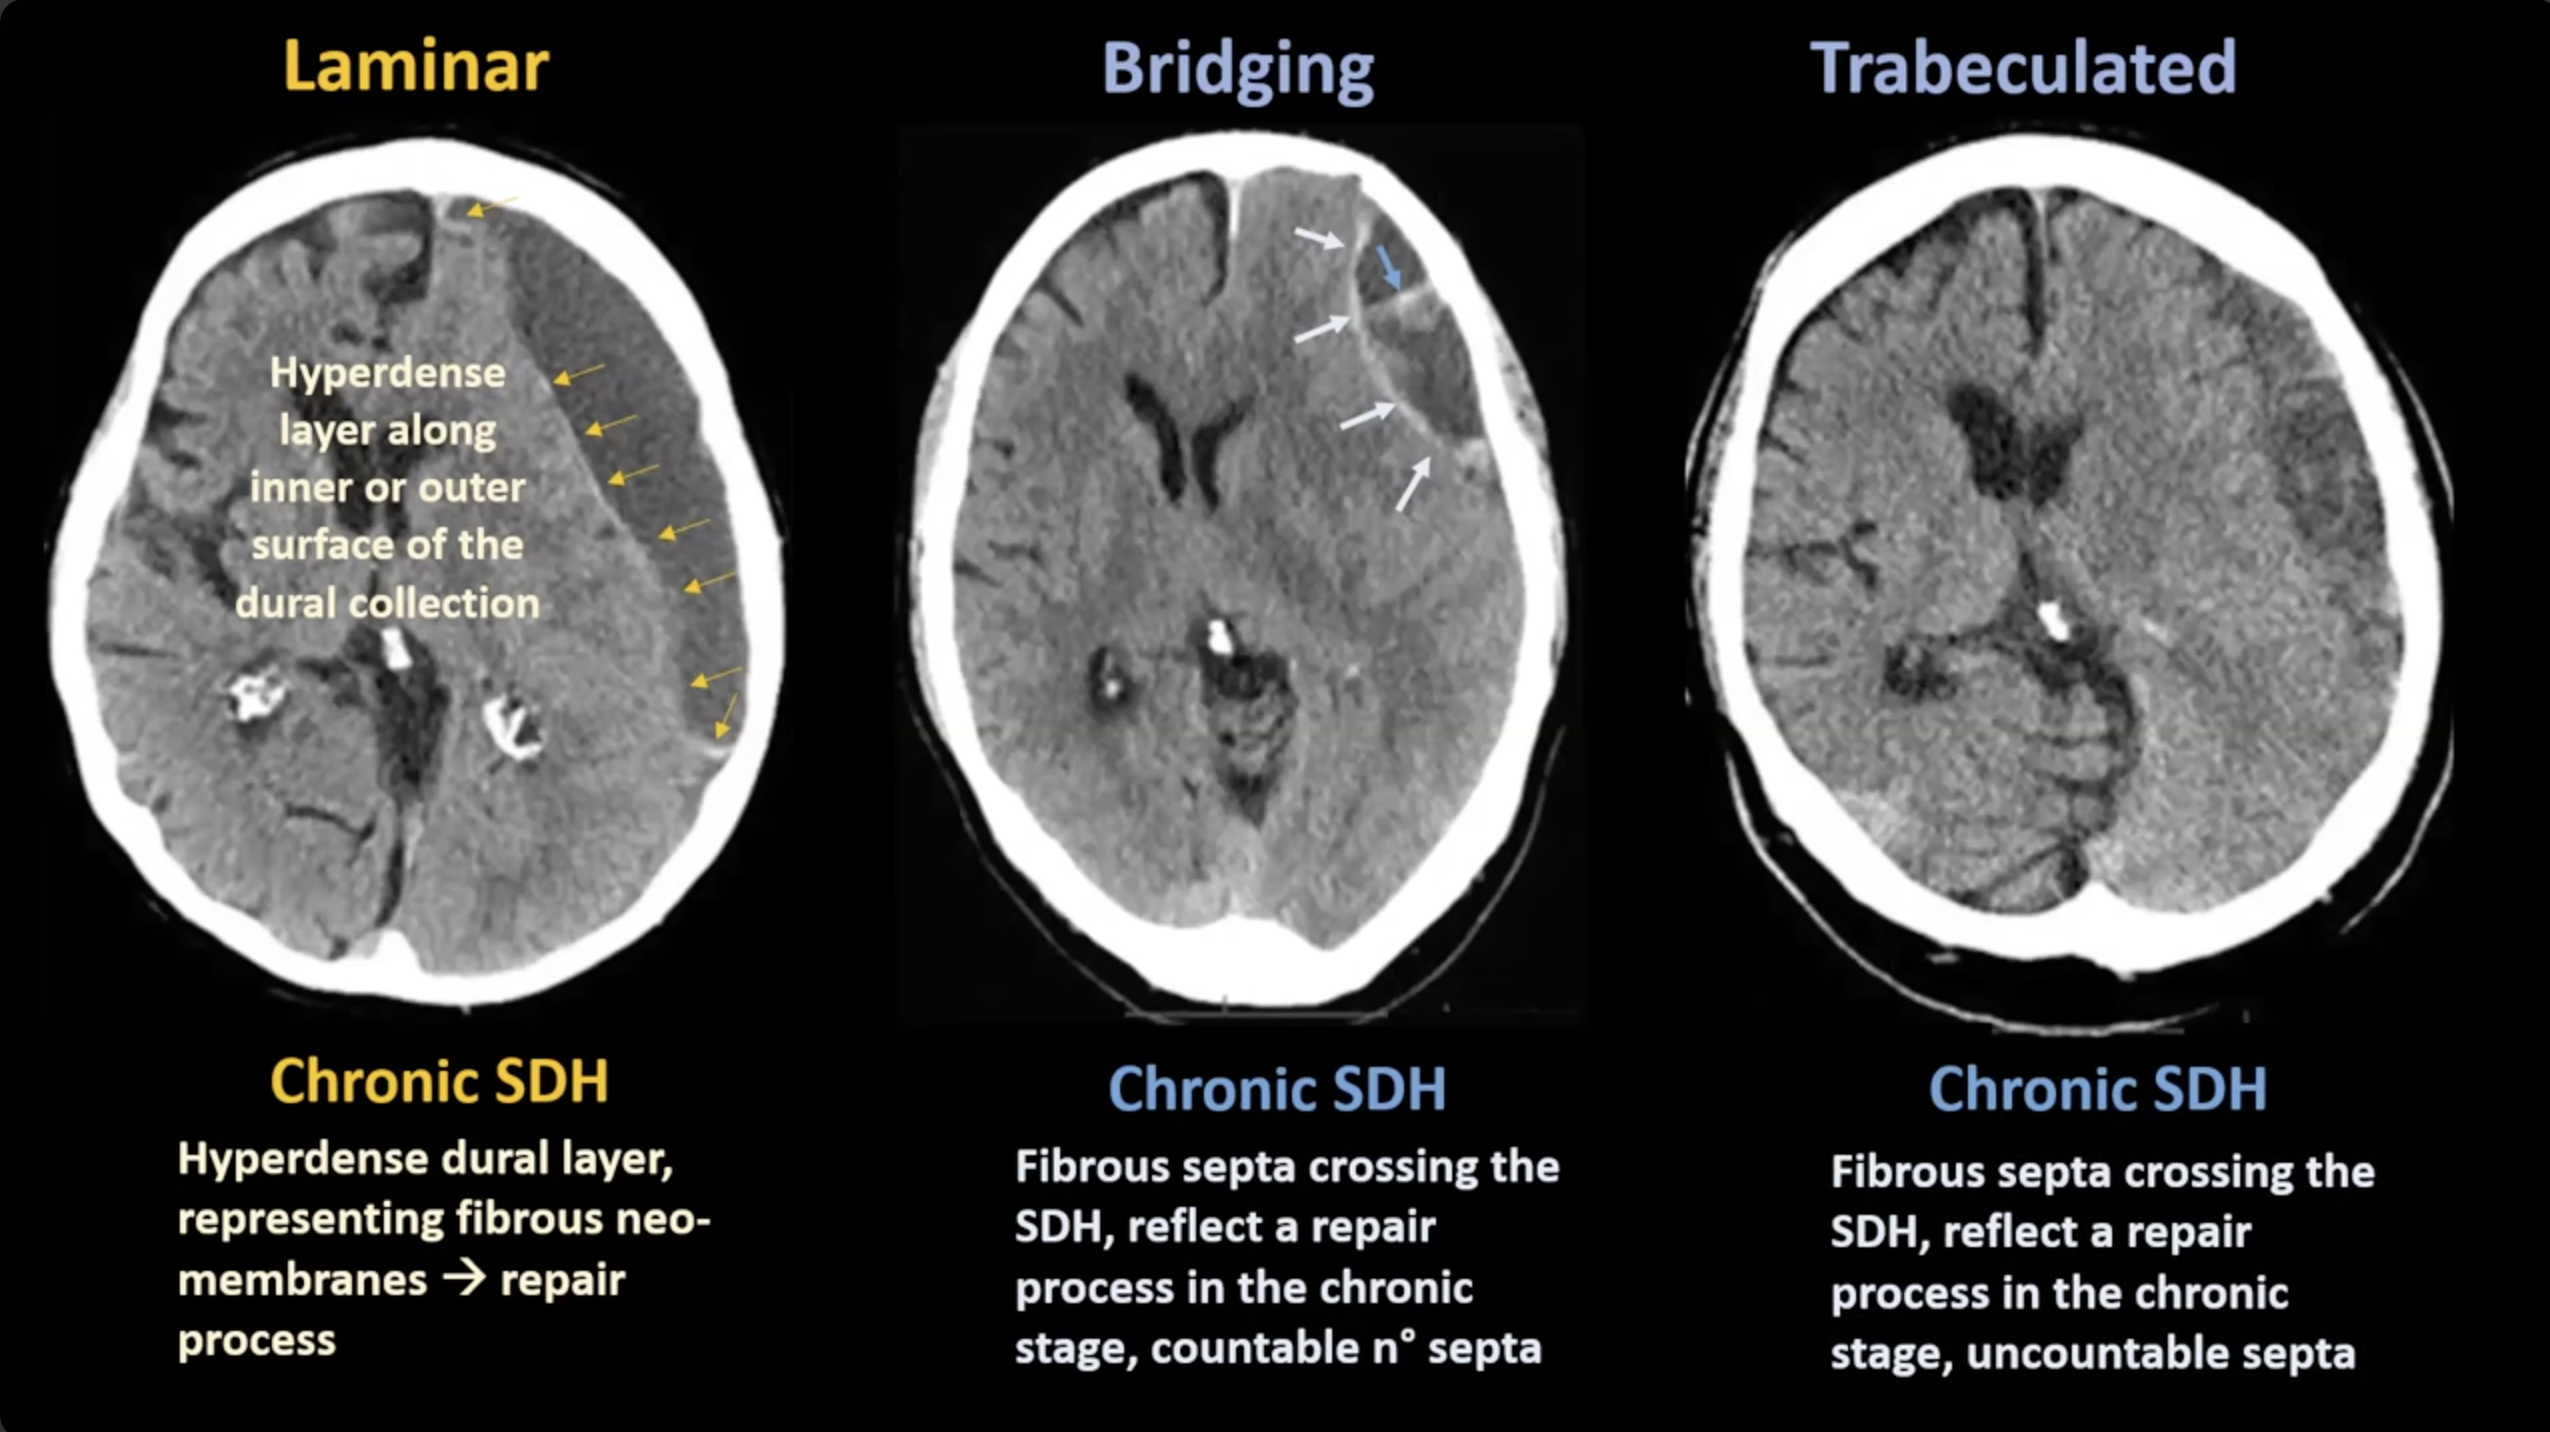 Laminar
Hyperdense
layer along
inner or outer
surface of the
dural collection
Chronic SDH
Hyperdense dural layer,
representing fibrous neo-
membranes → repair
process
Bridging
Chronic SDH
Fibrous septa crossing the
SDH, reflect a repair
process in the chronic
stage, countable n° septa
Trabeculated
Chronic SDH
Fibrous septa crossing the
SDH, reflect a repair
process in the chronic
stage, uncountable septa